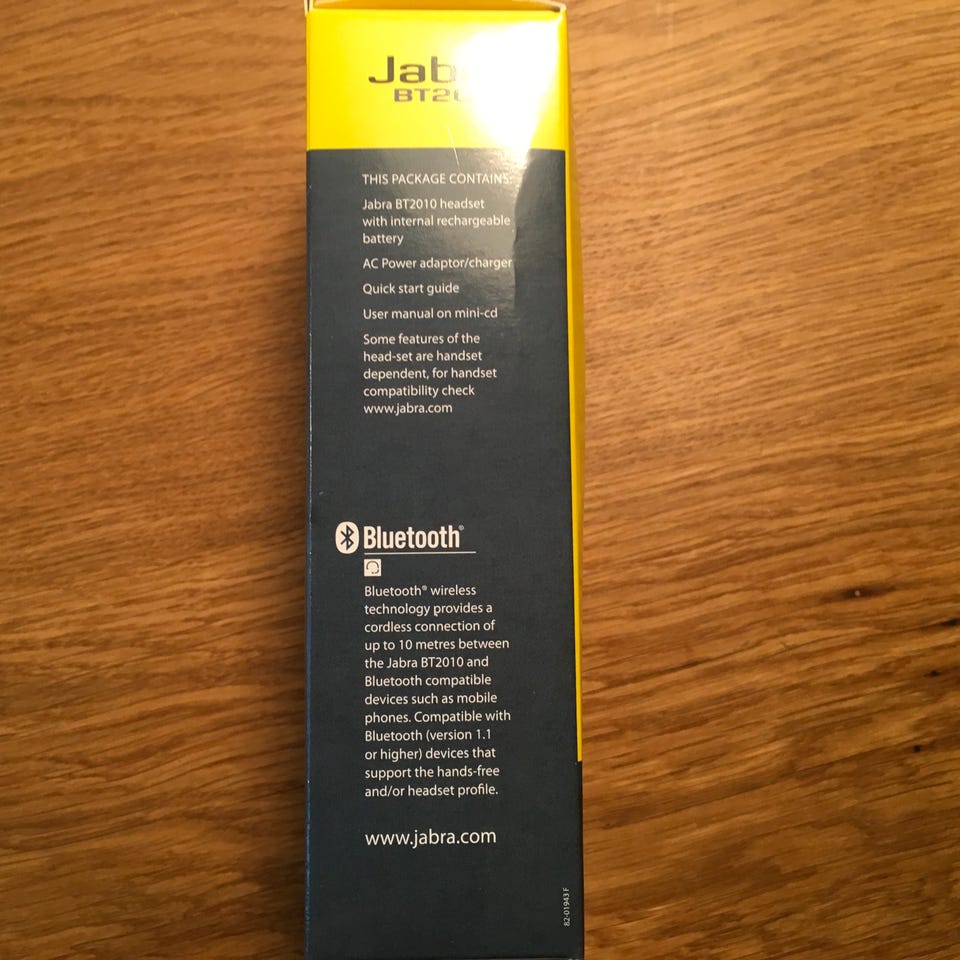 Jab
BT20
THIS PACKAGE CONTAINS:
Jabra BT2010 headset
with internal rechargeable
battery
AC Power adaptor/charger
Quick start guide
User manual on mini-cd
Some features of the
head-set are handset
dependent, for handset
compatibility check
www.jabra.com
Bluetooth®
Bluetooth® wireless
technology provides a
cordless connection of
up to 10 metres between
the Jabra BT2010 and
Bluetooth compatible
devices such as mobile
phones. Compatible with
Bluetooth (version 1.1
or higher) devices that
support the hands-free
and/or headset profile.
www.jabra.com
82-01943 F